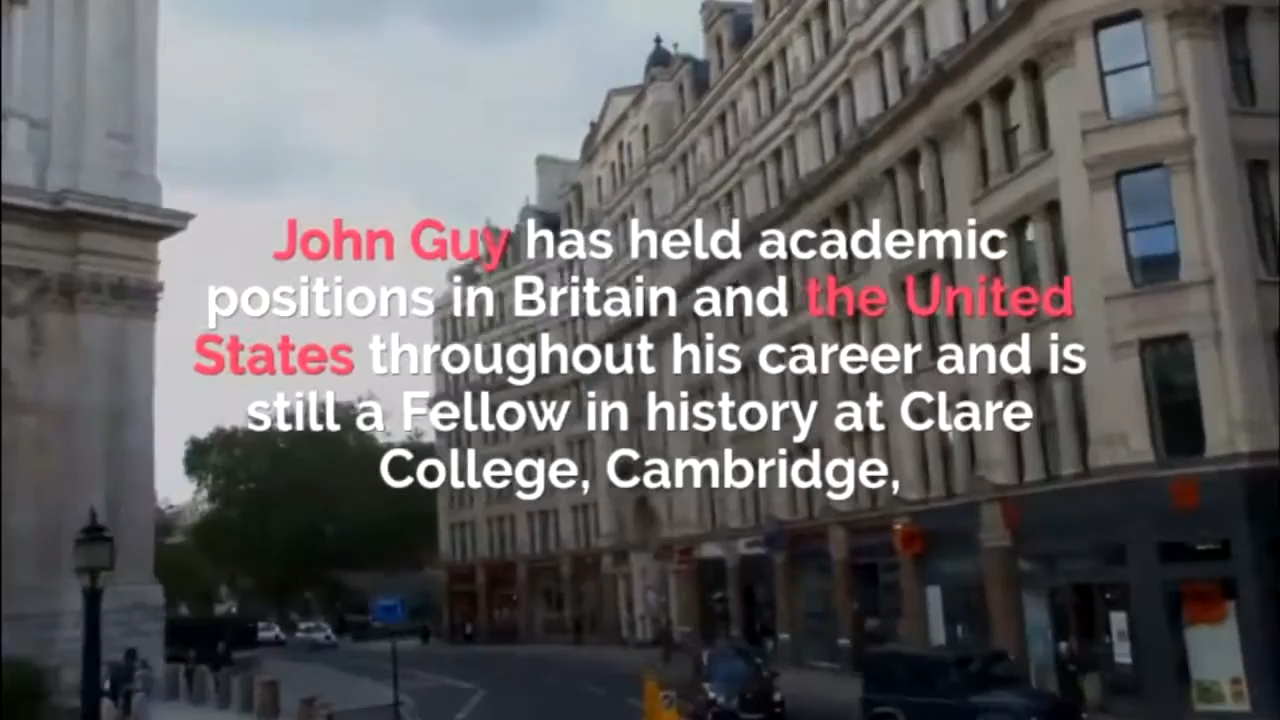 John Guy has held academic
positions in Britain and the United
States throughout his career and is
still a Fellow in history at Clare
College, Cambridge,